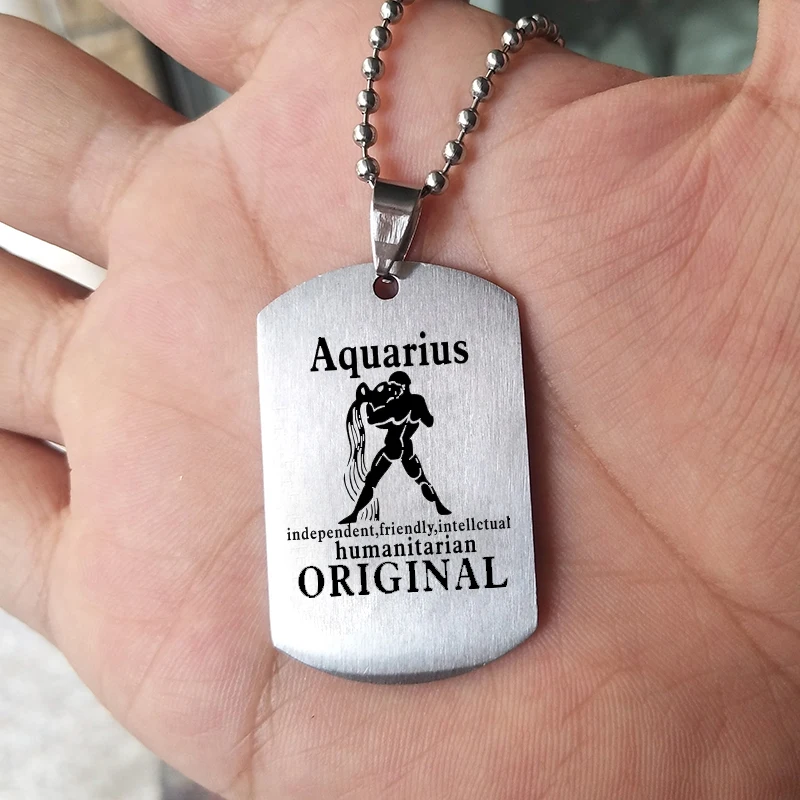 Aquarius
independent,friendly,intellctual
humanitarian
ORIGINAL